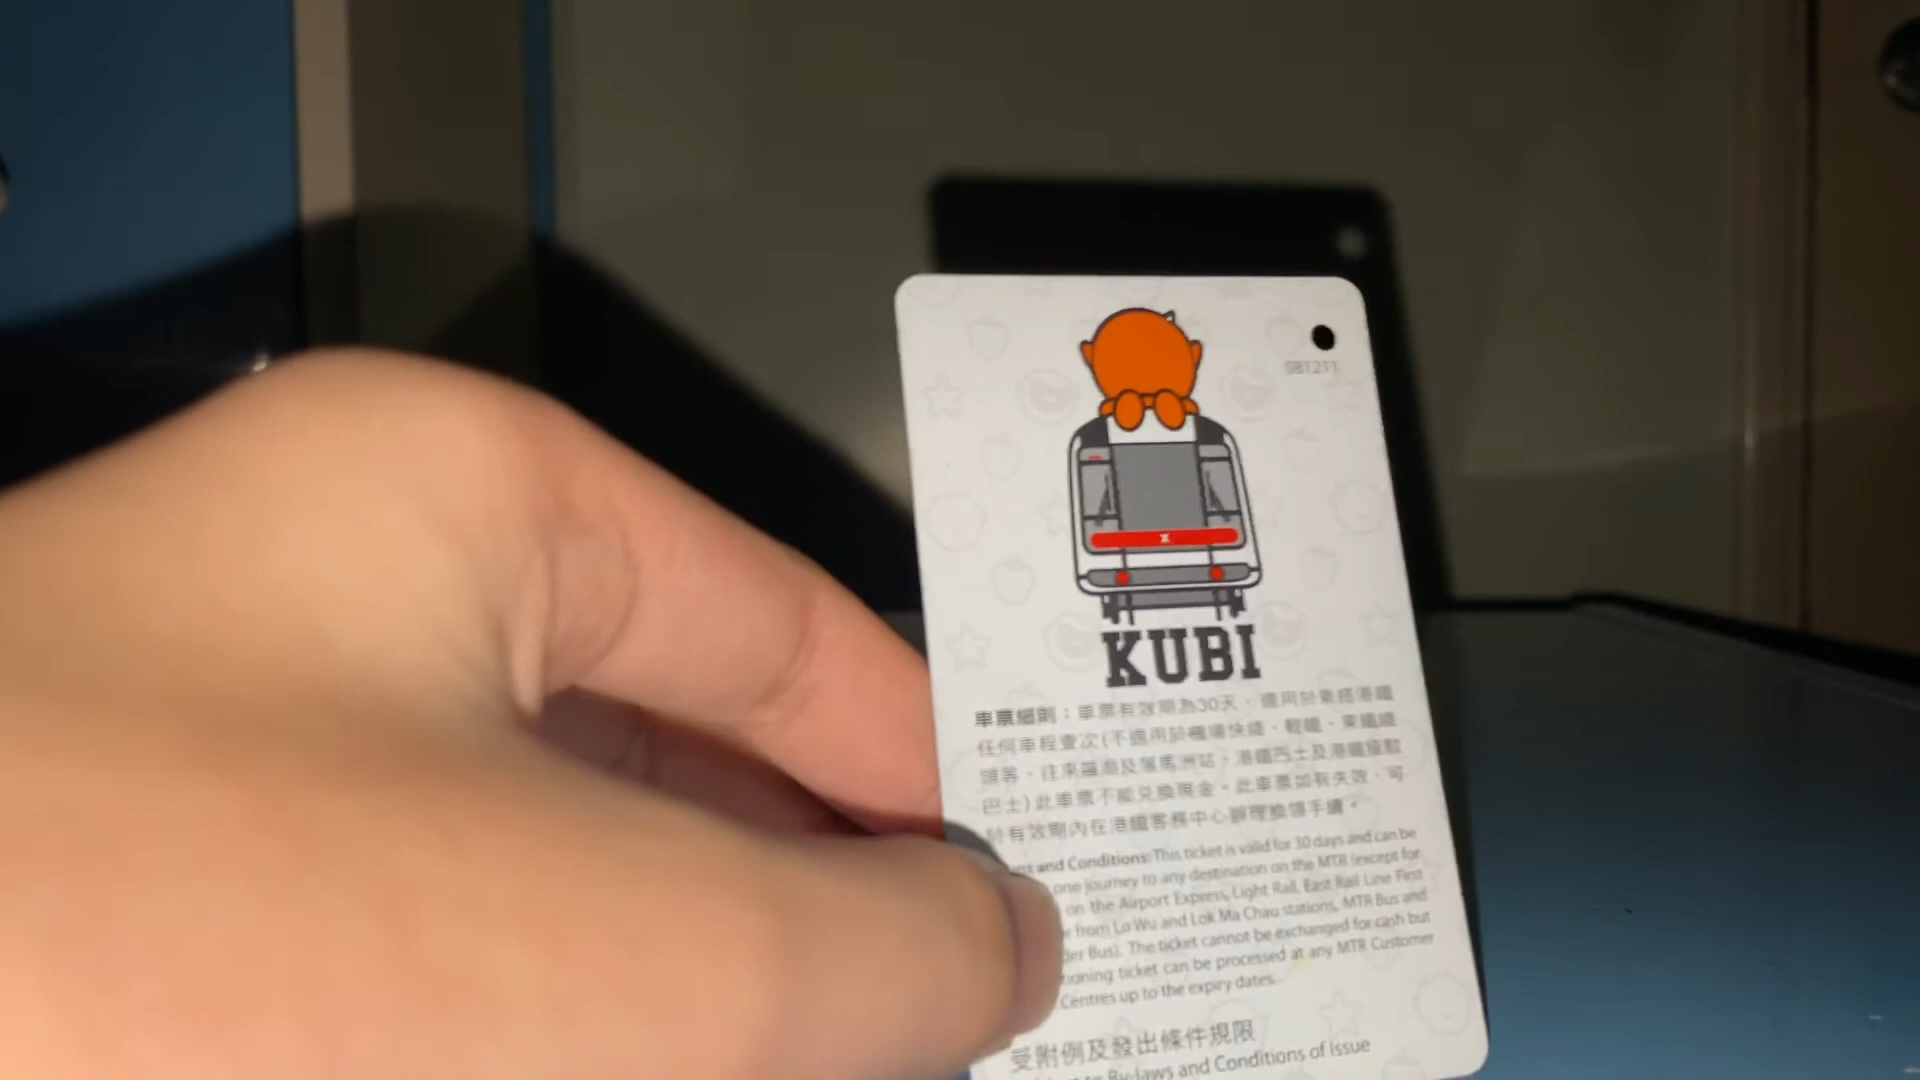 SB1211
KUBI
車票細則：車票有效期為30天，適用於乘搭港鐵
任何車程壹次(不適用於機場快綫、輕鐵、東鐵綫
頭等、往來羅湖及落馬洲站、港鐵巴士及港鐵接駁
巴士)此車票不能兌換現金。此車票如有失效，可
於有效期內在港鐵客務中心辦理換領手續。
and Conditions: This ticket is valid for 30 days and can be
one journey to any destination on the MTR (except for
on the Airport Express, Light Rail, East Rail Line First
from Lo Wu and Lok Ma Chau stations, MTR Bus and
Bus). The ticket cannot be exchanged for cash but
ticket can be processed at any MTR Customer
Centres up to the expiry dates.
受附例及發出條件規限
to By-laws and Conditions of Issue